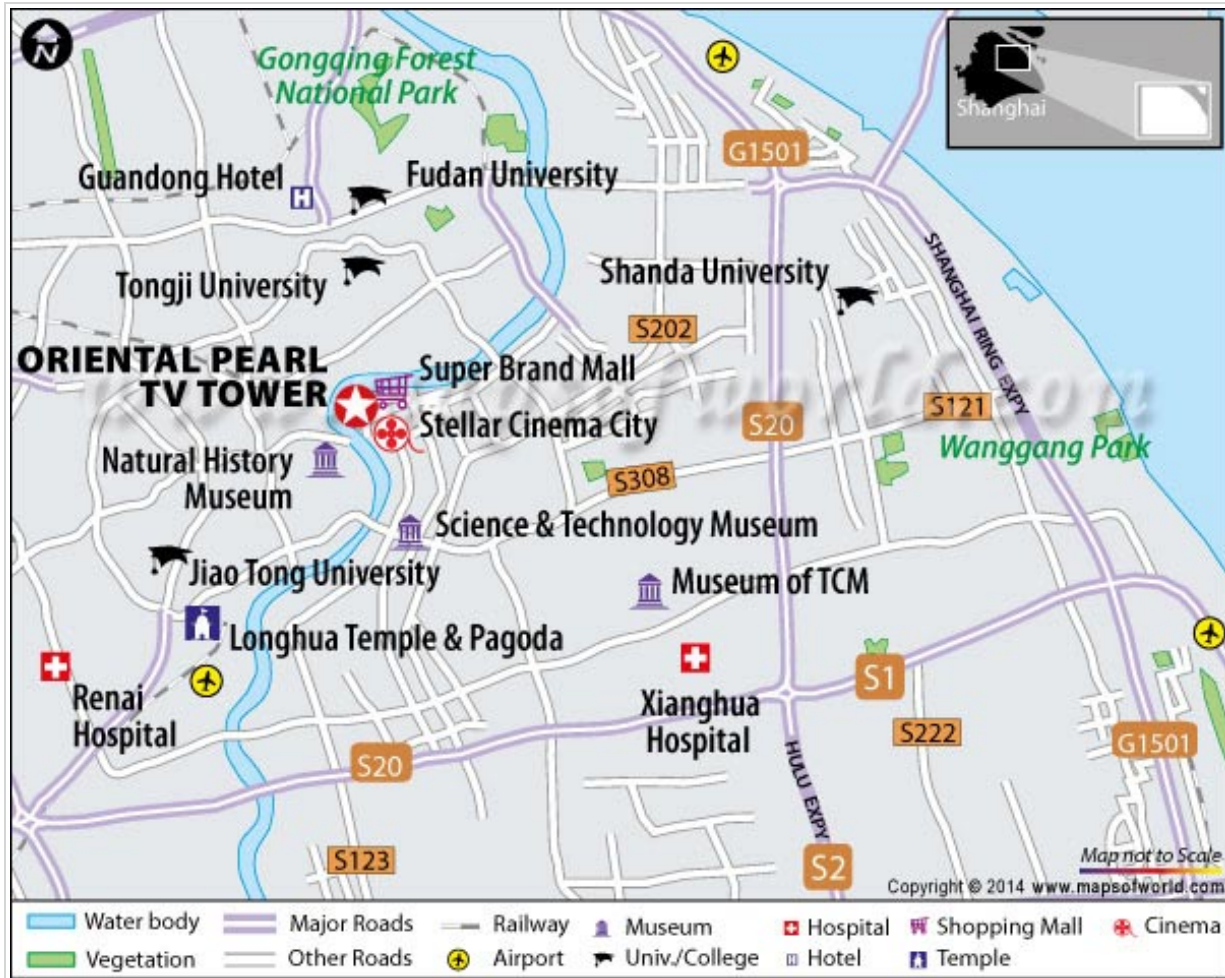 N
Gongqing Forest
National Park
Shanghai
G1501
Guandong Hotel
H
Fudan University
Tongji University
Shanda University
SHANGHAI RING EXPY
S202
ORIENTAL PEARL
TV TOWER
Super Brand Mall
Stellar Cinema City
S20
S121
Wanggang Park
Natural History
Museum
S308
Science & Technology Museum
Jiao Tong University
Museum of TCM
Longhua Temple & Pagoda
Renai
Hospital
Xianghua
Hospital
S1
S20
S222
G1501
HULU EXPY
S123
S2
Map not to Scale
Copyright © 2014 www.mapsofworld.com
Water body
Major Roads
Railway
Museum
Hospital
Shopping Mall
Cinema
Vegetation
Other Roads
Airport
Univ./College
H
Hotel
Temple